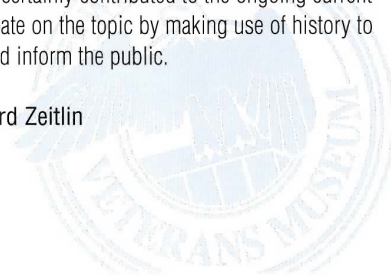 certainly contributed to the ongoing current
ate on the topic by making use of history to
d inform the public.
rd Zeitlin
VETERANS MUSEUM